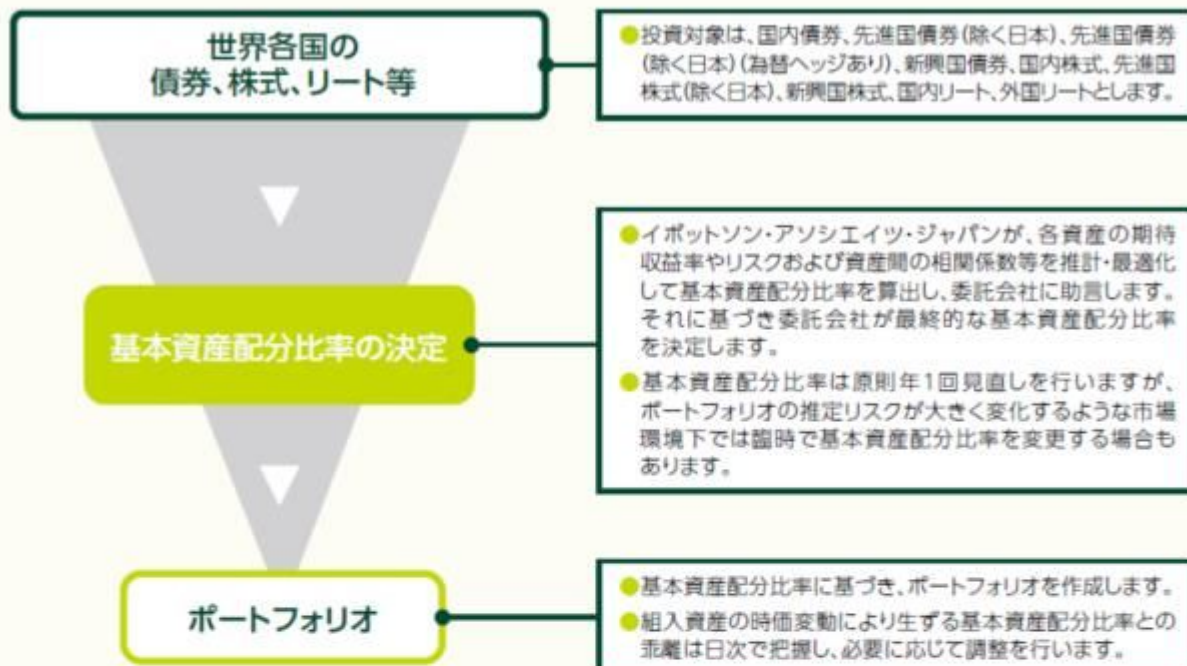 世界各国の
債券、株式、リート等
●投資対象は、国内債券、先進国債券(除く日本)、先進国債券
(除く日本)(為替ヘッジあり)、新興国債券、国内株式、先進国
株式(除く日本)、新興国株式、国内リート、外国リートとします。
基本資産配分比率の決定
●イボットソン・アソシエイツ・ジャパンが、各資産の期待
収益率やリスクおよび資産間の相関係数等を推計・最適化
して基本資産配分比率を算出し、委託会社に助言します。
それに基づき委託会社が最終的な基本資産配分比率
を決定します。
●基本資産配分比率は原則年1回見直しを行いますが、
ポートフォリオの推定リスクが大きく変化するような市場
環境下では臨時で基本資産配分比率を変更する場合も
あります。
ポートフォリオ
●基本資産配分比率に基づき、ポートフォリオを作成します。
●組入資産の時価変動により生ずる基本資産配分比率との
乖離は日次で把握し、必要に応じて調整を行います。